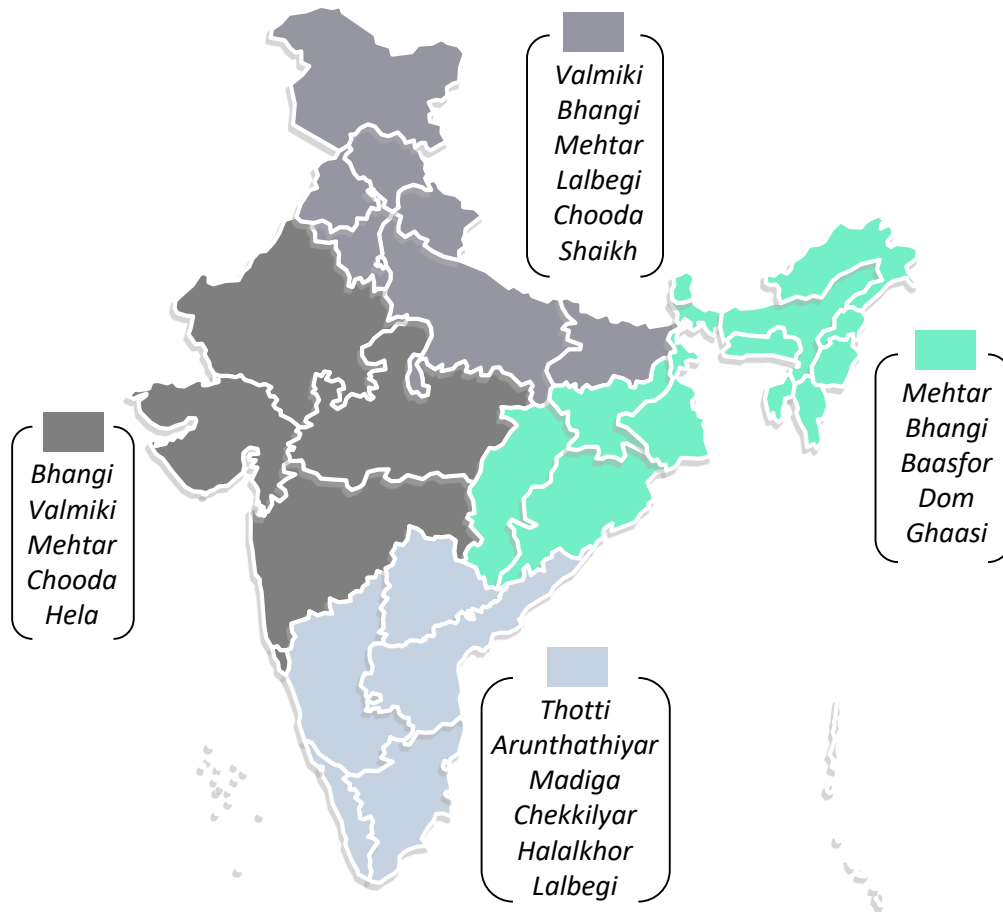 Valmiki
Bhangi
Mehtar
Lalbegi
Chooda
Shaikh
Mehtar
Bhangi
Baasfor
Dom
Ghaasi
Bhangi
Valmiki
Mehtar
Chooda
Hela
Thotti
Arunthathiyar
Madiga
Chekkilyar
Halalkhor
Lalbegi